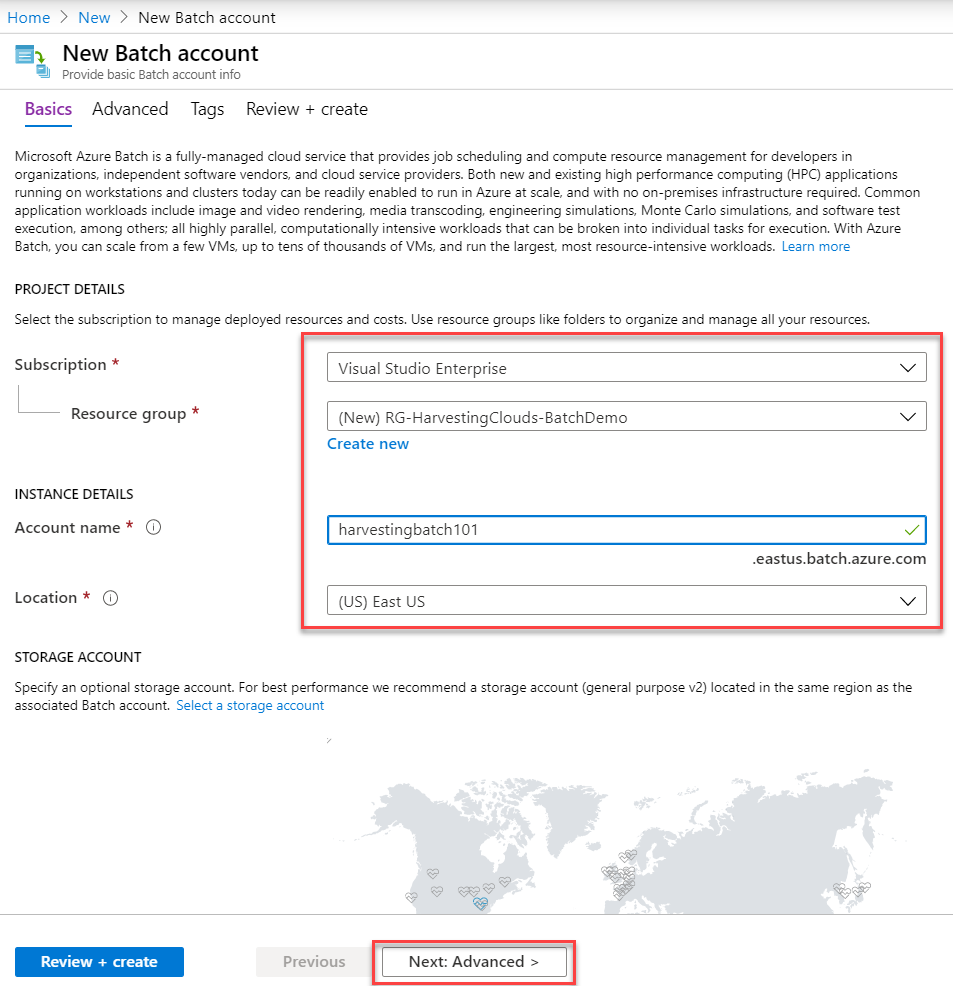 Home > New > New Batch account
New Batch account
Provide basic Batch account info
Basics Advanced Tags Review + create
Microsoft Azure Batch is a fully-managed cloud service that provides job scheduling and compute resource management for developers in
organizations, independent software vendors, and cloud service providers. Both new and existing high performance computing (HPC) applications
running on workstations and clusters today can be readily enabled to run in Azure at scale, and with no on-premises infrastructure required. Common
application workloads include image and video rendering, media transcoding, engineering simulations, Monte Carlo simulations, and software test
execution, among others; all highly parallel, computationally intensive workloads that can be broken into individual tasks for execution. With Azure
Batch, you can scale from a few VMs, up to tens of thousands of VMs, and run the largest, most resource-intensive workloads. Learn more
PROJECT DETAILS
Select the subscription to manage deployed resources and costs. Use resource groups like folders to organize and manage all your resources.
Subscription * Visual Studio Enterprise
Resource group * (New) RG-HarvestingClouds-BatchDemo
Create new
INSTANCE DETAILS
Account name * harvestingbatch101
.eastus.batch.azure.com
Location * (US) East US
STORAGE ACCOUNT
Specify an optional storage account. For best performance we recommend a storage account (general purpose v2) located in the same region as the
associated Batch account. Select a storage account
Review + create Previous Next: Advanced >